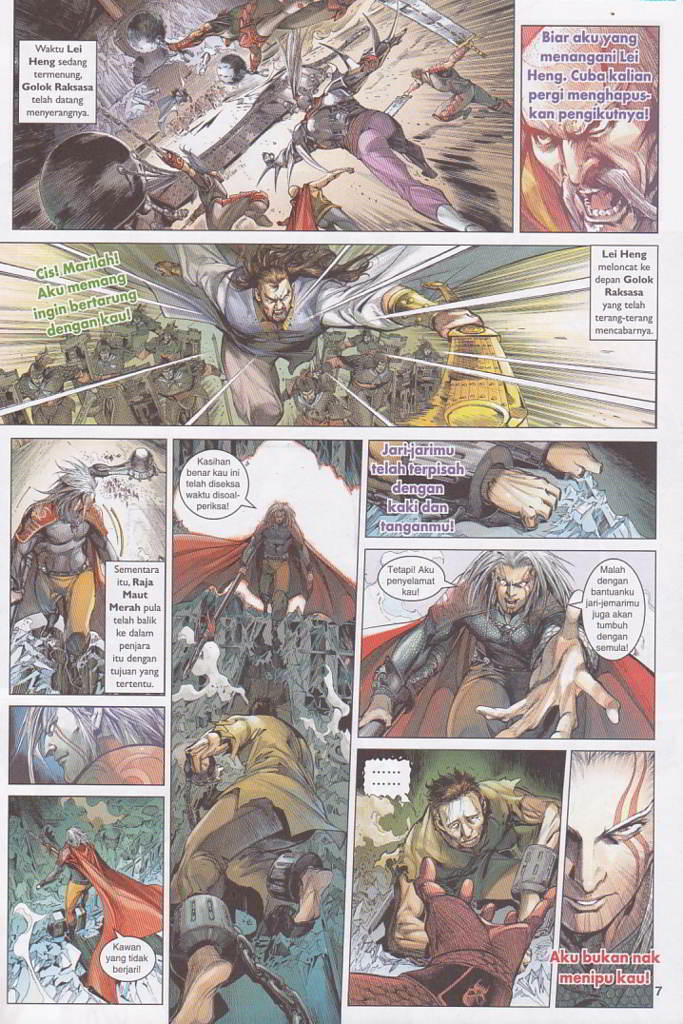 Waktu Lei
Heng sedang
termenung,
Golok Raksasa
telah datang
menyerangnya.
Biar aku yang
menangani Lei
Heng. Cuba kalian
pergi menghapus-
kan pengikutnya!
Cis! Marilah!
Aku memang
ingin bertarung
dengan kau!
Lei Heng
meloncat ke
depan Golok
Raksasa
yang telah
terang-terang
mencabarnya.
Sementara
itu, Raja
Maut
Merah pula
telah balik
ke dalam
penjara
itu dengan
tujuan yang
tertentu.
Kawan
yang tidak
berjari!
Kasihan
benar kau ini
telah diseksa
waktu disoal-
periksa!
Jari-jarimu
telah terpisah
dengan
kaki dan
tanganmu!
Tetapi! Aku
penyelamat
kau!
Malah
dengan
bantuanku
jari-jemarimu
juga akan
tumbuh
dengan
semula!
......
......
Aku bukan nak
menipu kau!
7